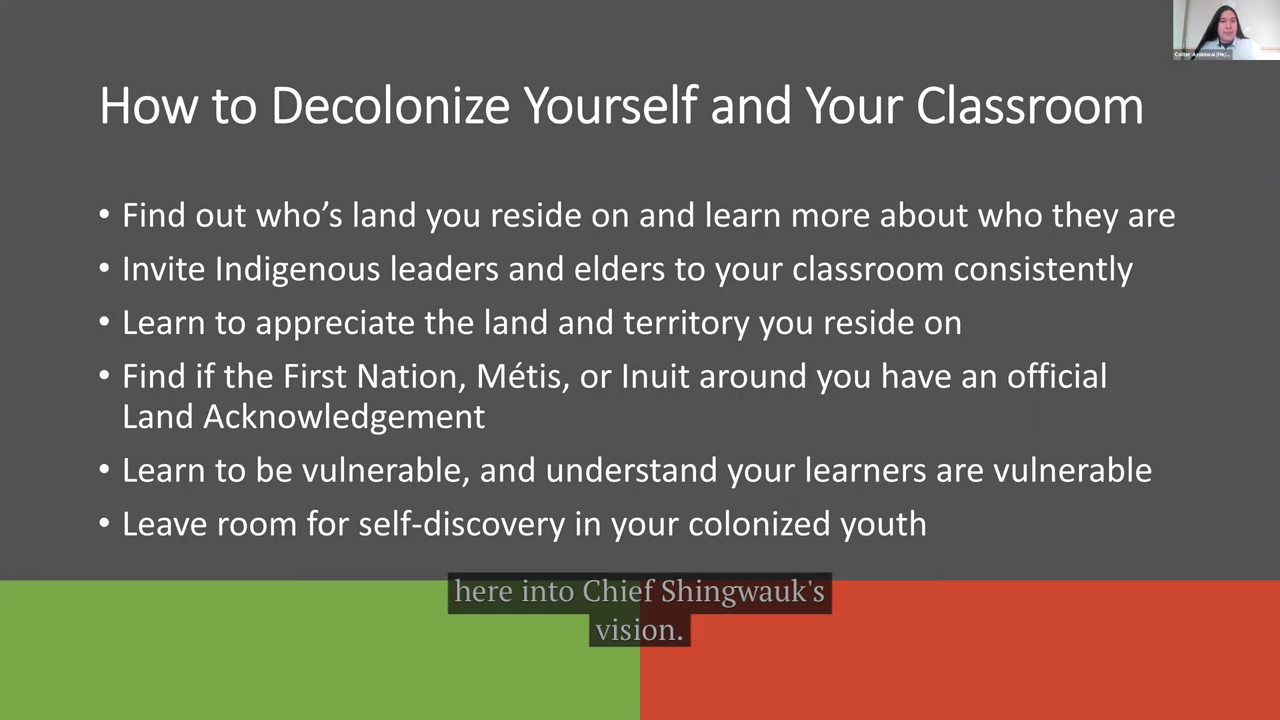 How to Decolonize Yourself and Your Classroom
• Find out who's land you reside on and learn more about who they are
• Invite Indigenous leaders and elders to your classroom consistently
• Learn to appreciate the land and territory you reside on
• Find if the First Nation, Métis, or Inuit around you have an official
Land Acknowledgement
• Learn to be vulnerable, and understand your learners are vulnerable
• Leave room for self-discovery in your colonized youth
here into Chief Shingwauk's
vision.